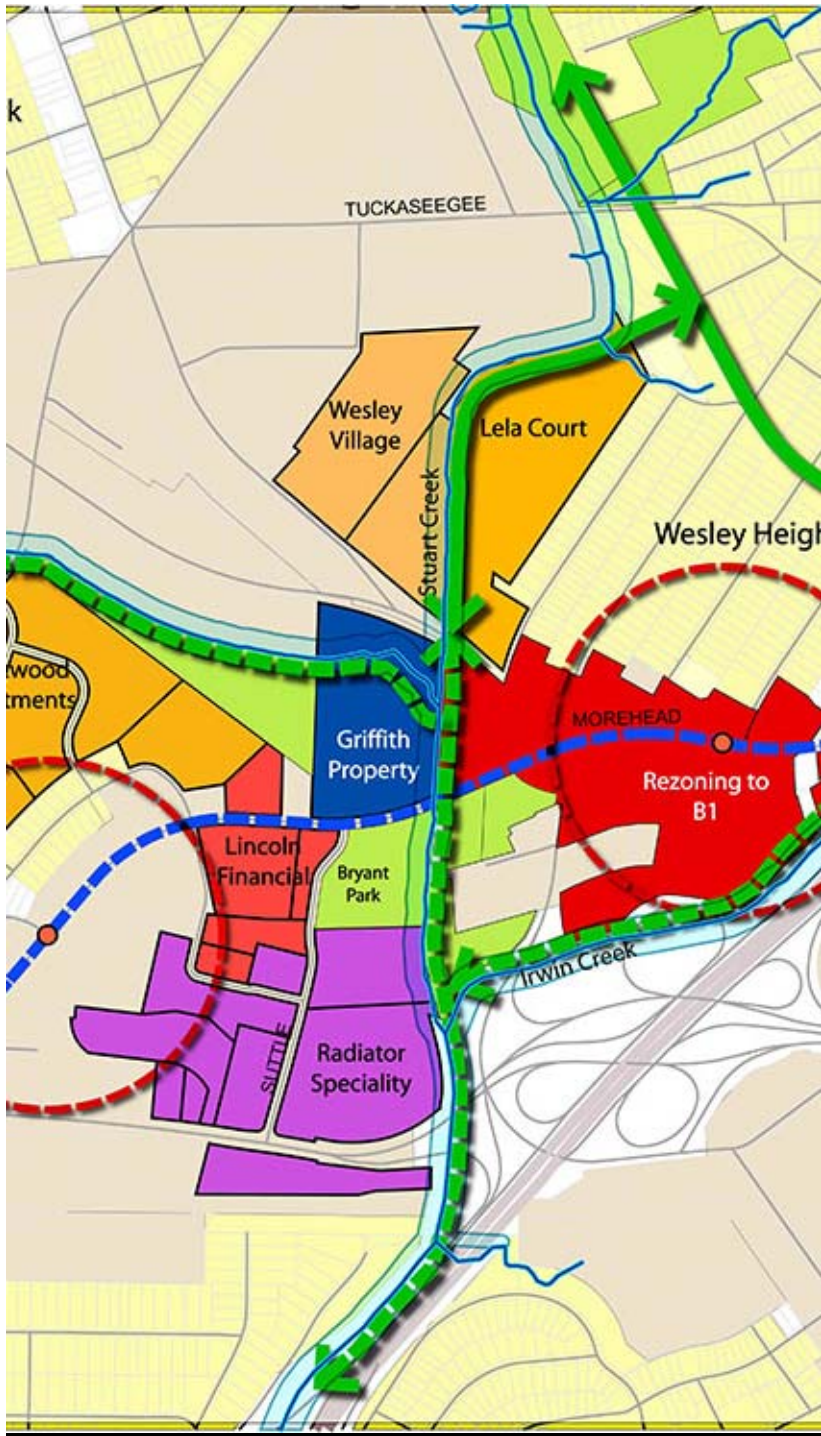 k
TUCKASEEGEE
Wesley
Village
Lela Court
Stuart Creek
Wesley Heigh
wood
tments
MOREHEAD
Griffith
Property
Rezoning to
B1
Lincoln
Financial
Bryant
Park
Irwin Creek
Radiator
Speciality
SUTTLE